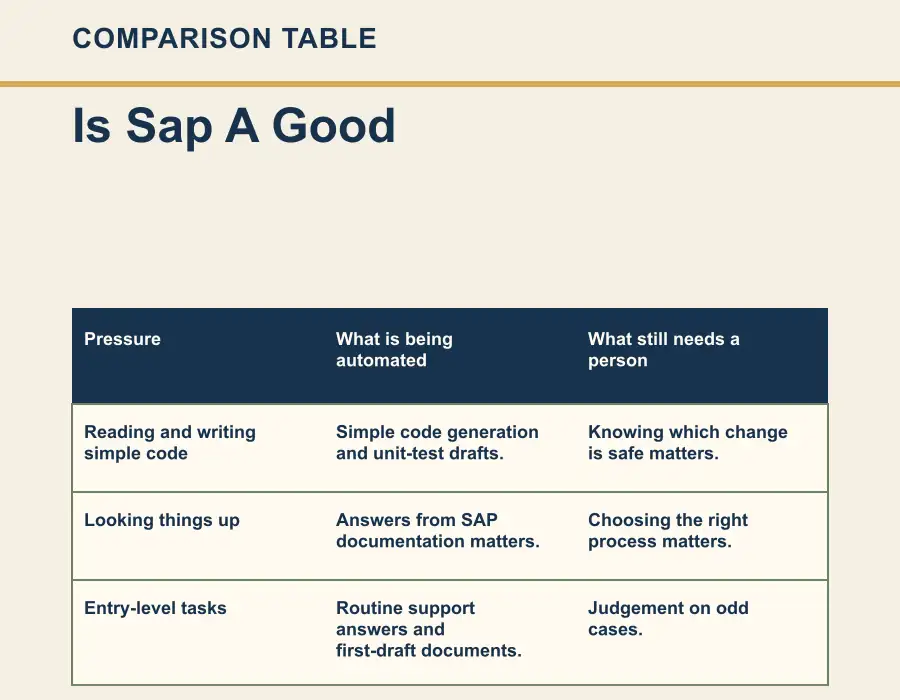 COMPARISON TABLE
Is Sap A Good
Pressure
What is being
automated
What still needs a
person
Reading and writing
simple code
Simple code generation
and unit-test drafts.
Knowing which change
is safe matters.
Looking things up
Answers from SAP
documentation matters.
Choosing the right
process matters.
Entry-level tasks
Routine support
answers and
first-draft documents.
Judgement on odd
cases.